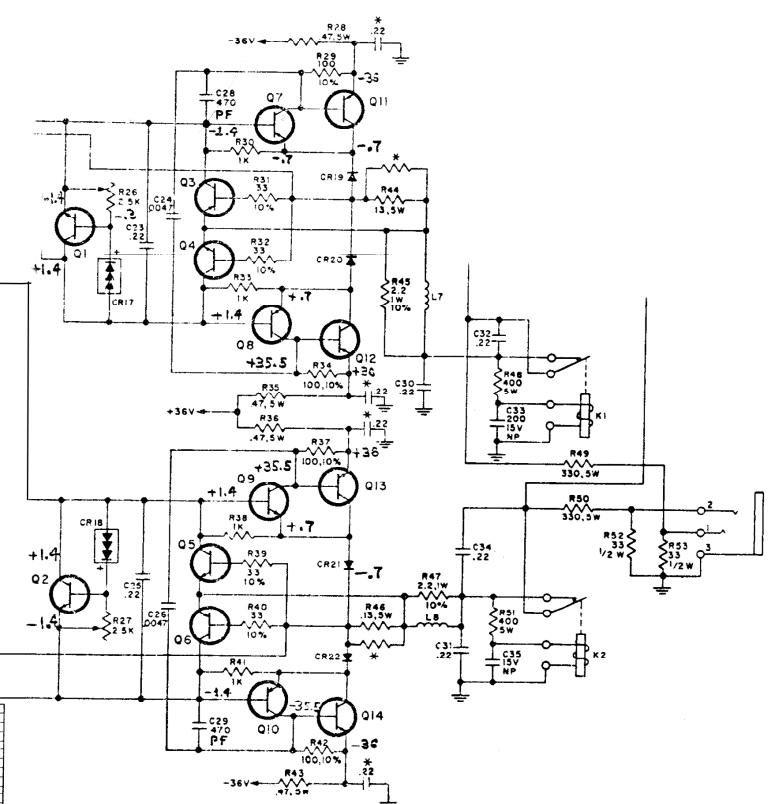 *
R28
.47,5W
-36V
.22
R29
100
10%
-36
C28
470
PF
Q7
Q11
-1.4
R30
1K
-.7
-.7
CR19
*
R44
.13,5W
Q3
R31
33
10%
-1.4
R26
2.5K
-.3
C24
.0047
C23
.22
Q1
Q4
R32
33
10%
CR20
+1.4
CR17
+
R33
1K
+.7
R45
2.2
1W
10%
L7
+1.4
Q8
Q12
C32
.22
+35.5
R34
100,10%
+36
C30
.22
R48
400
5W
R35
.47,5W
*
.22
+36V
C33
200
15V
NP
K1
R36
.47,5W
*
.22
R37
100,10%
+36
R49
330,5W
+35.5
Q9
Q13
+1.4
R50
330,5W
2
CR18
R38
1K
+.7
1
R52
33
1/2 W
R53
33
1/2 W
3
+1.4
+
Q5
R39
33
10%
CR21
C34
.22
Q2
C25
.22
-.7
R47
2.2,1W
10%
C26
.0047
R40
33
10%
R46
.13,5W
R51
400
5W
-1.4
R27
2.5K
Q6
*
L8
C31
.22
CR22
C35
15V
NP
K2
R41
1K
-1.4
-35.5
C29
470
PF
Q10
Q14
R42
100,10%
-36
*
.22
-36V
R43
.47,5W